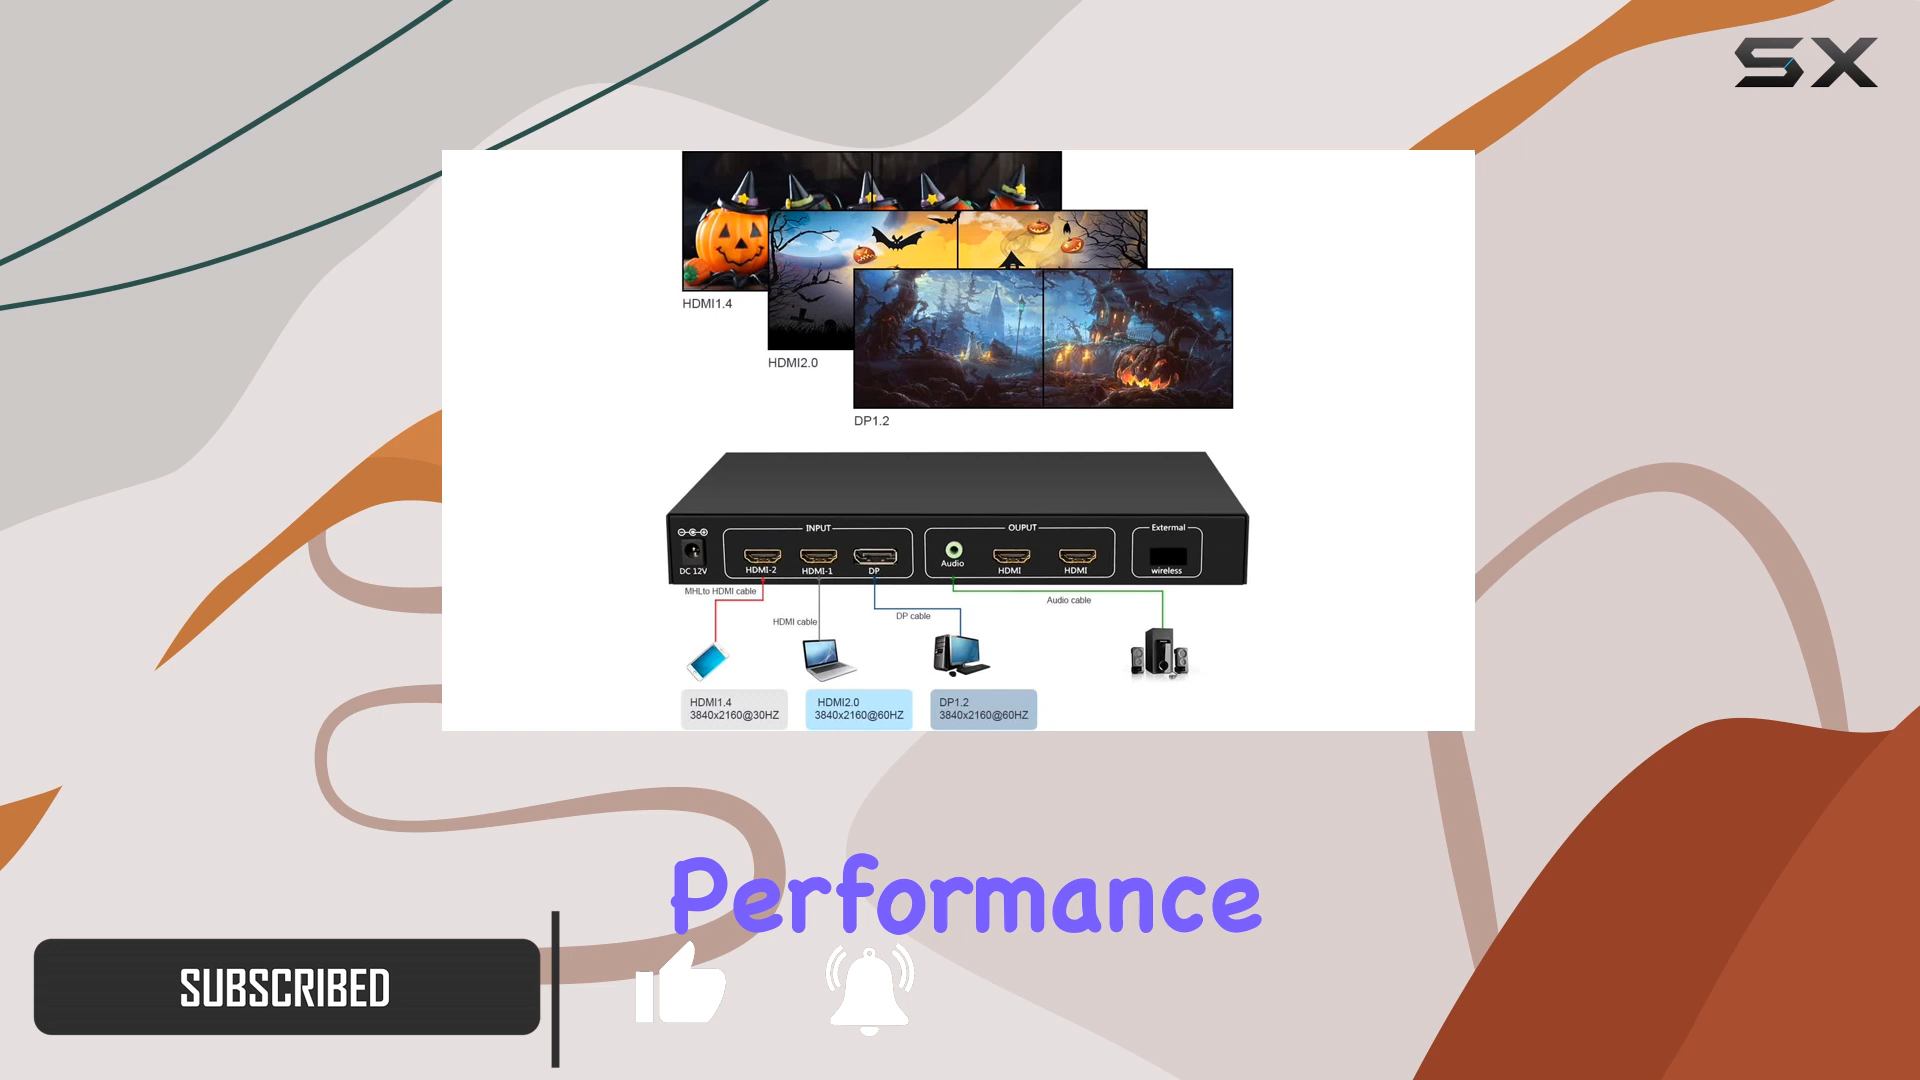 SX
HDMI1.4
HDMI2.0
DP1.2
INPUT
OUPUT
Extermal
DC 12V
HDMI-2
HDMI-1
DP
Audio
HDMI
HDMI
wireless
MHLto HDMI cable
HDMI cable
DP cable
Audio cable
HDMI1.4
3840x2160@30HZ
HDMI2.0
3840x2160@60HZ
DP1.2
3840x2160@60HZ
Performance
SUBSCRIBED